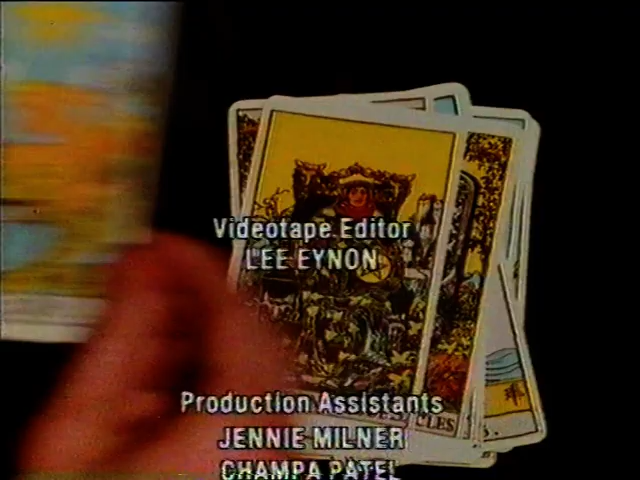 Videotape Editor
LEE EYNON
Production Assistants
JENNIE MILNER
CHAMPA PATEL